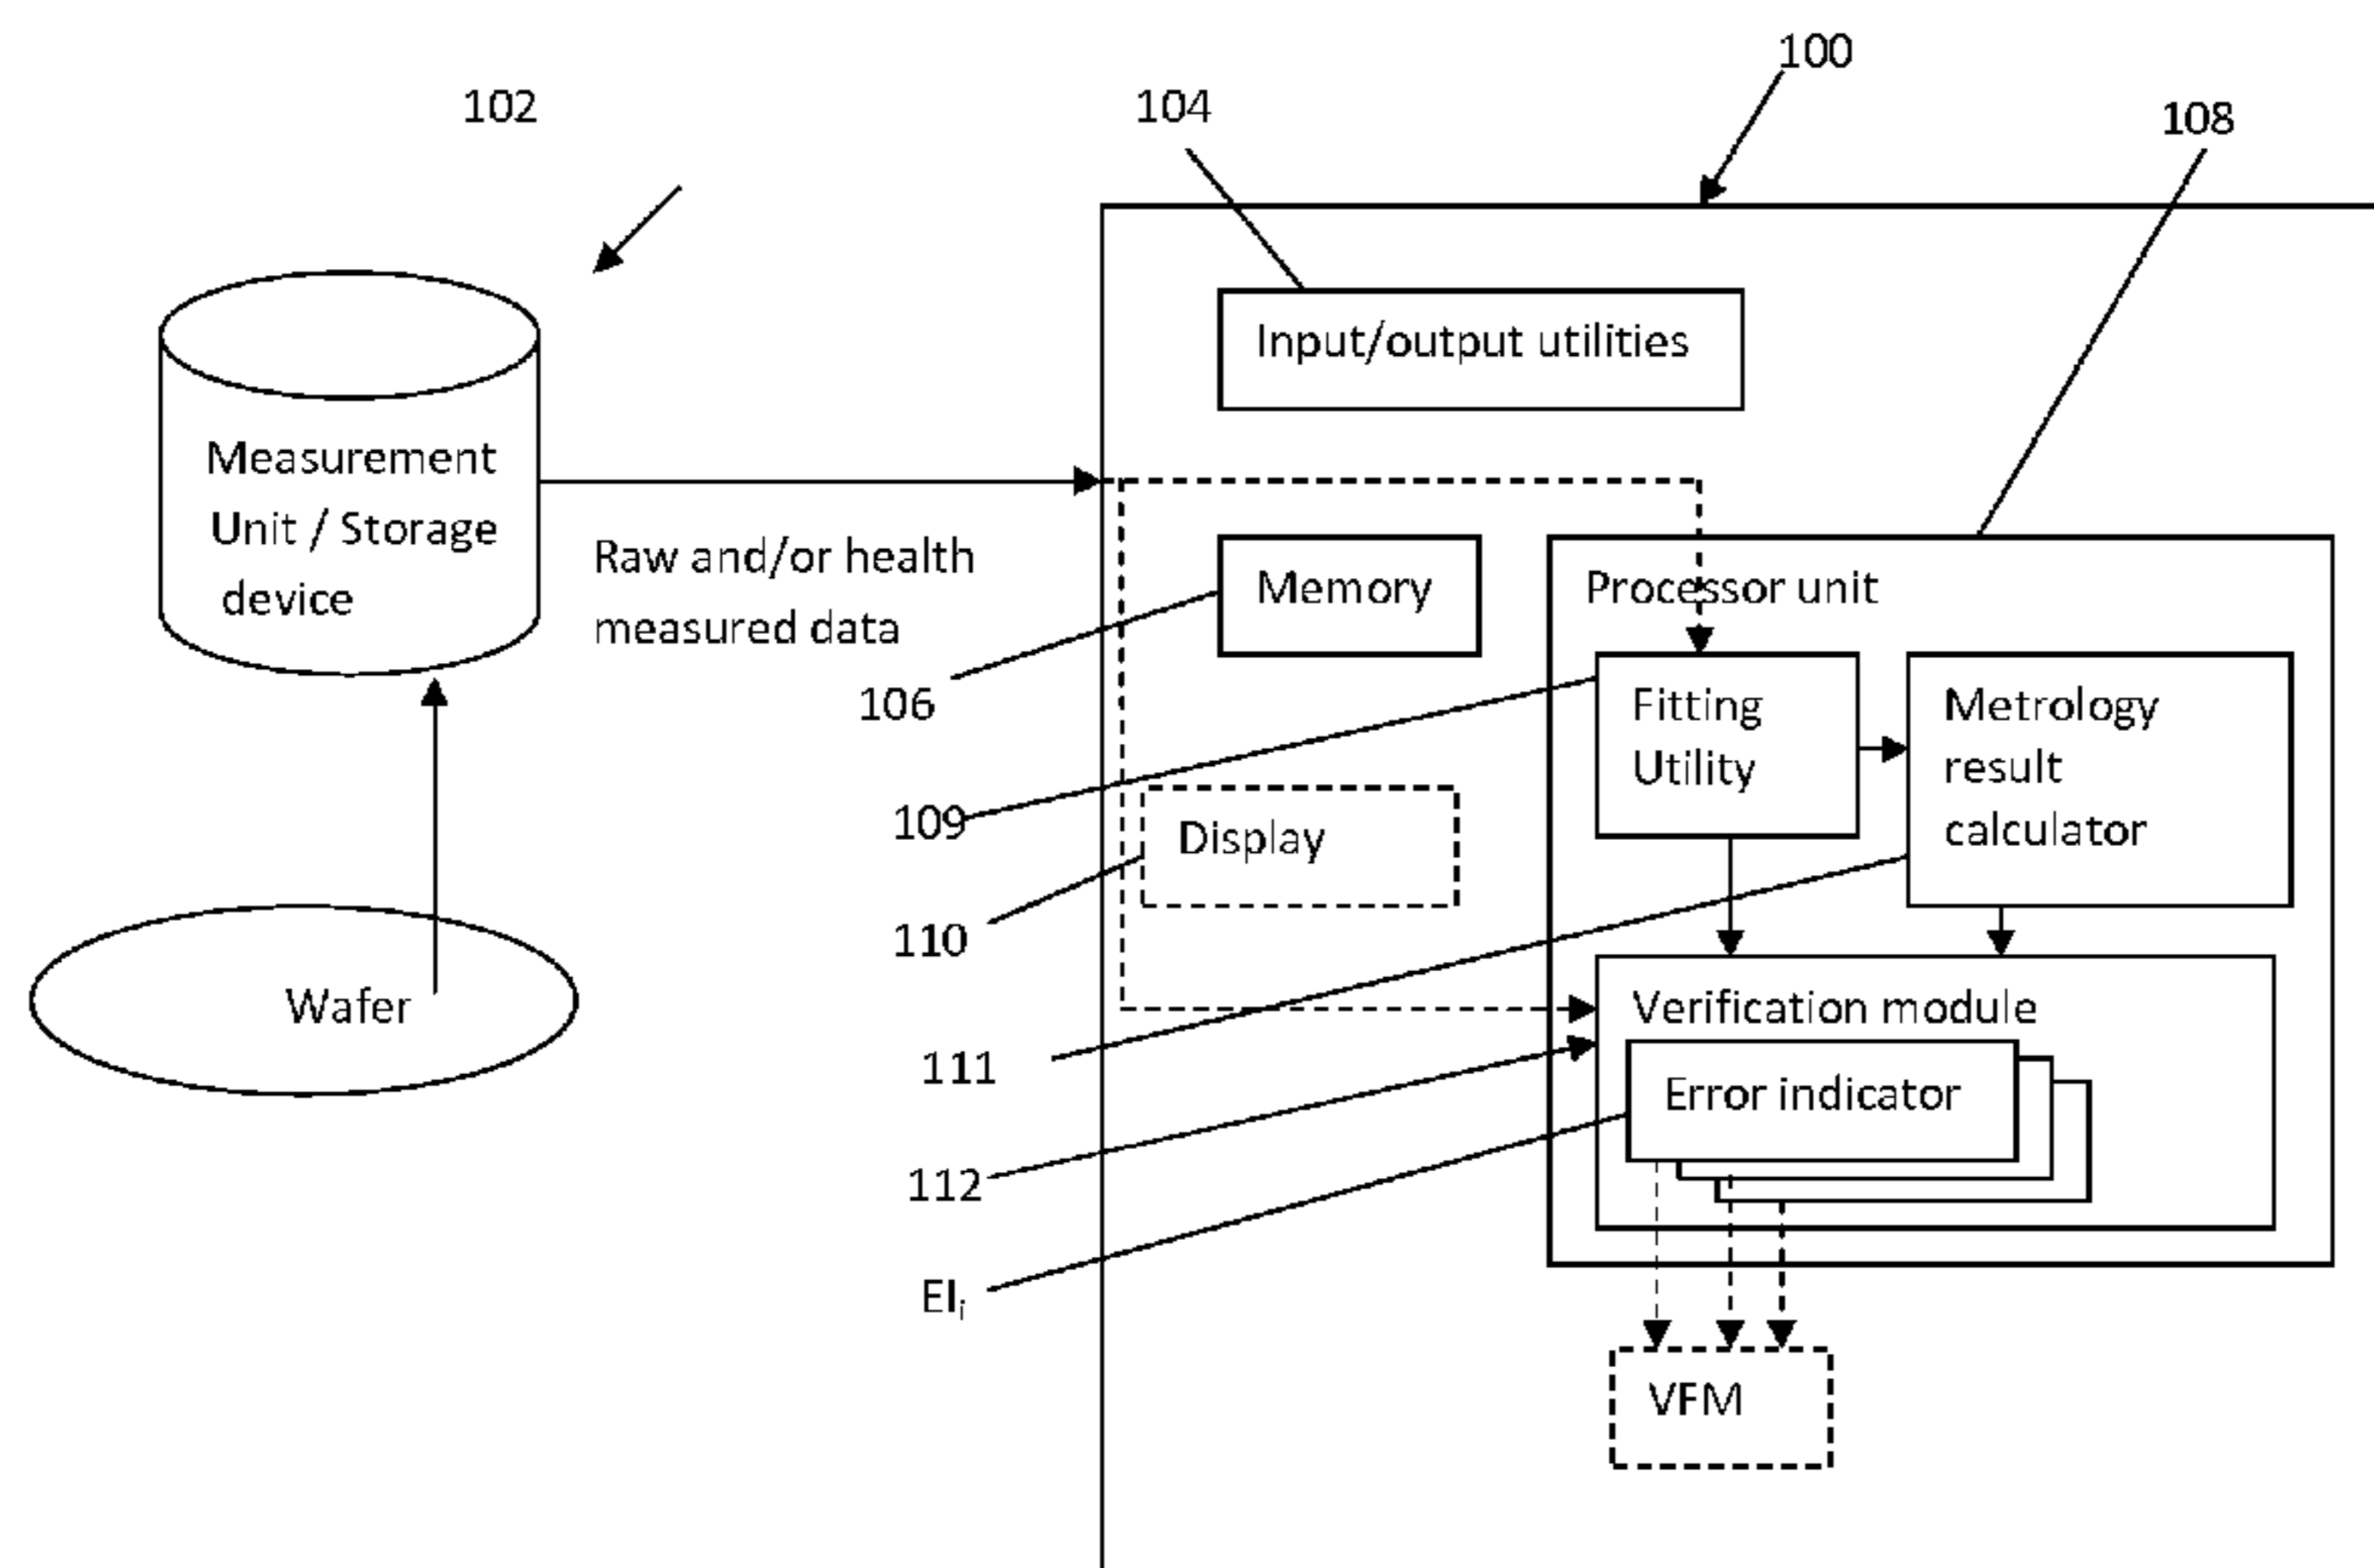 100
102
104
108
Input/output utilities
Measurement
Unit / Storage
device
Raw and/or health
measured data
Memory
Processor unit
106
Fitting
Utility
Metrology
result
calculator
109
Display
110
Wafer
Verification module
111
Error indicator
112
EIi
VFM